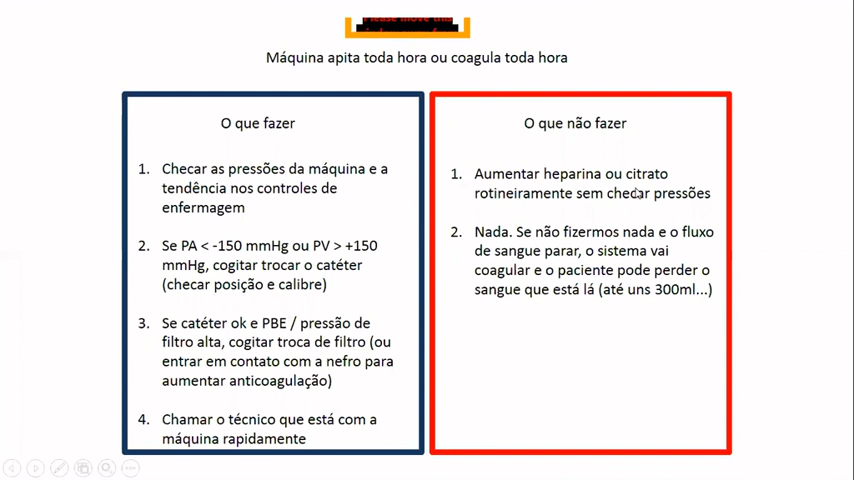 Please move this
Máquina apita toda hora ou coagula toda hora
O que fazer
1. Checar as pressões da máquina e a
tendência nos controles de
enfermagem
2. Se PA < -150 mmHg ou PV > +150
mmHg, cogitar trocar o catéter
(checar posição e calibre)
3. Se catéter ok e PBE / pressão de
filtro alta, cogitar troca de filtro (ou
entrar em contato com a nefro para
aumentar anticoagulação)
4. Chamar o técnico que está com a
máquina rapidamente
O que não fazer
1. Aumentar heparina ou citrato
rotineiramente sem checar pressões
2. Nada. Se não fizermos nada e o fluxo
de sangue parar, o sistema vai
coagular e o paciente pode perder o
sangue que está lá (até uns 300ml...)